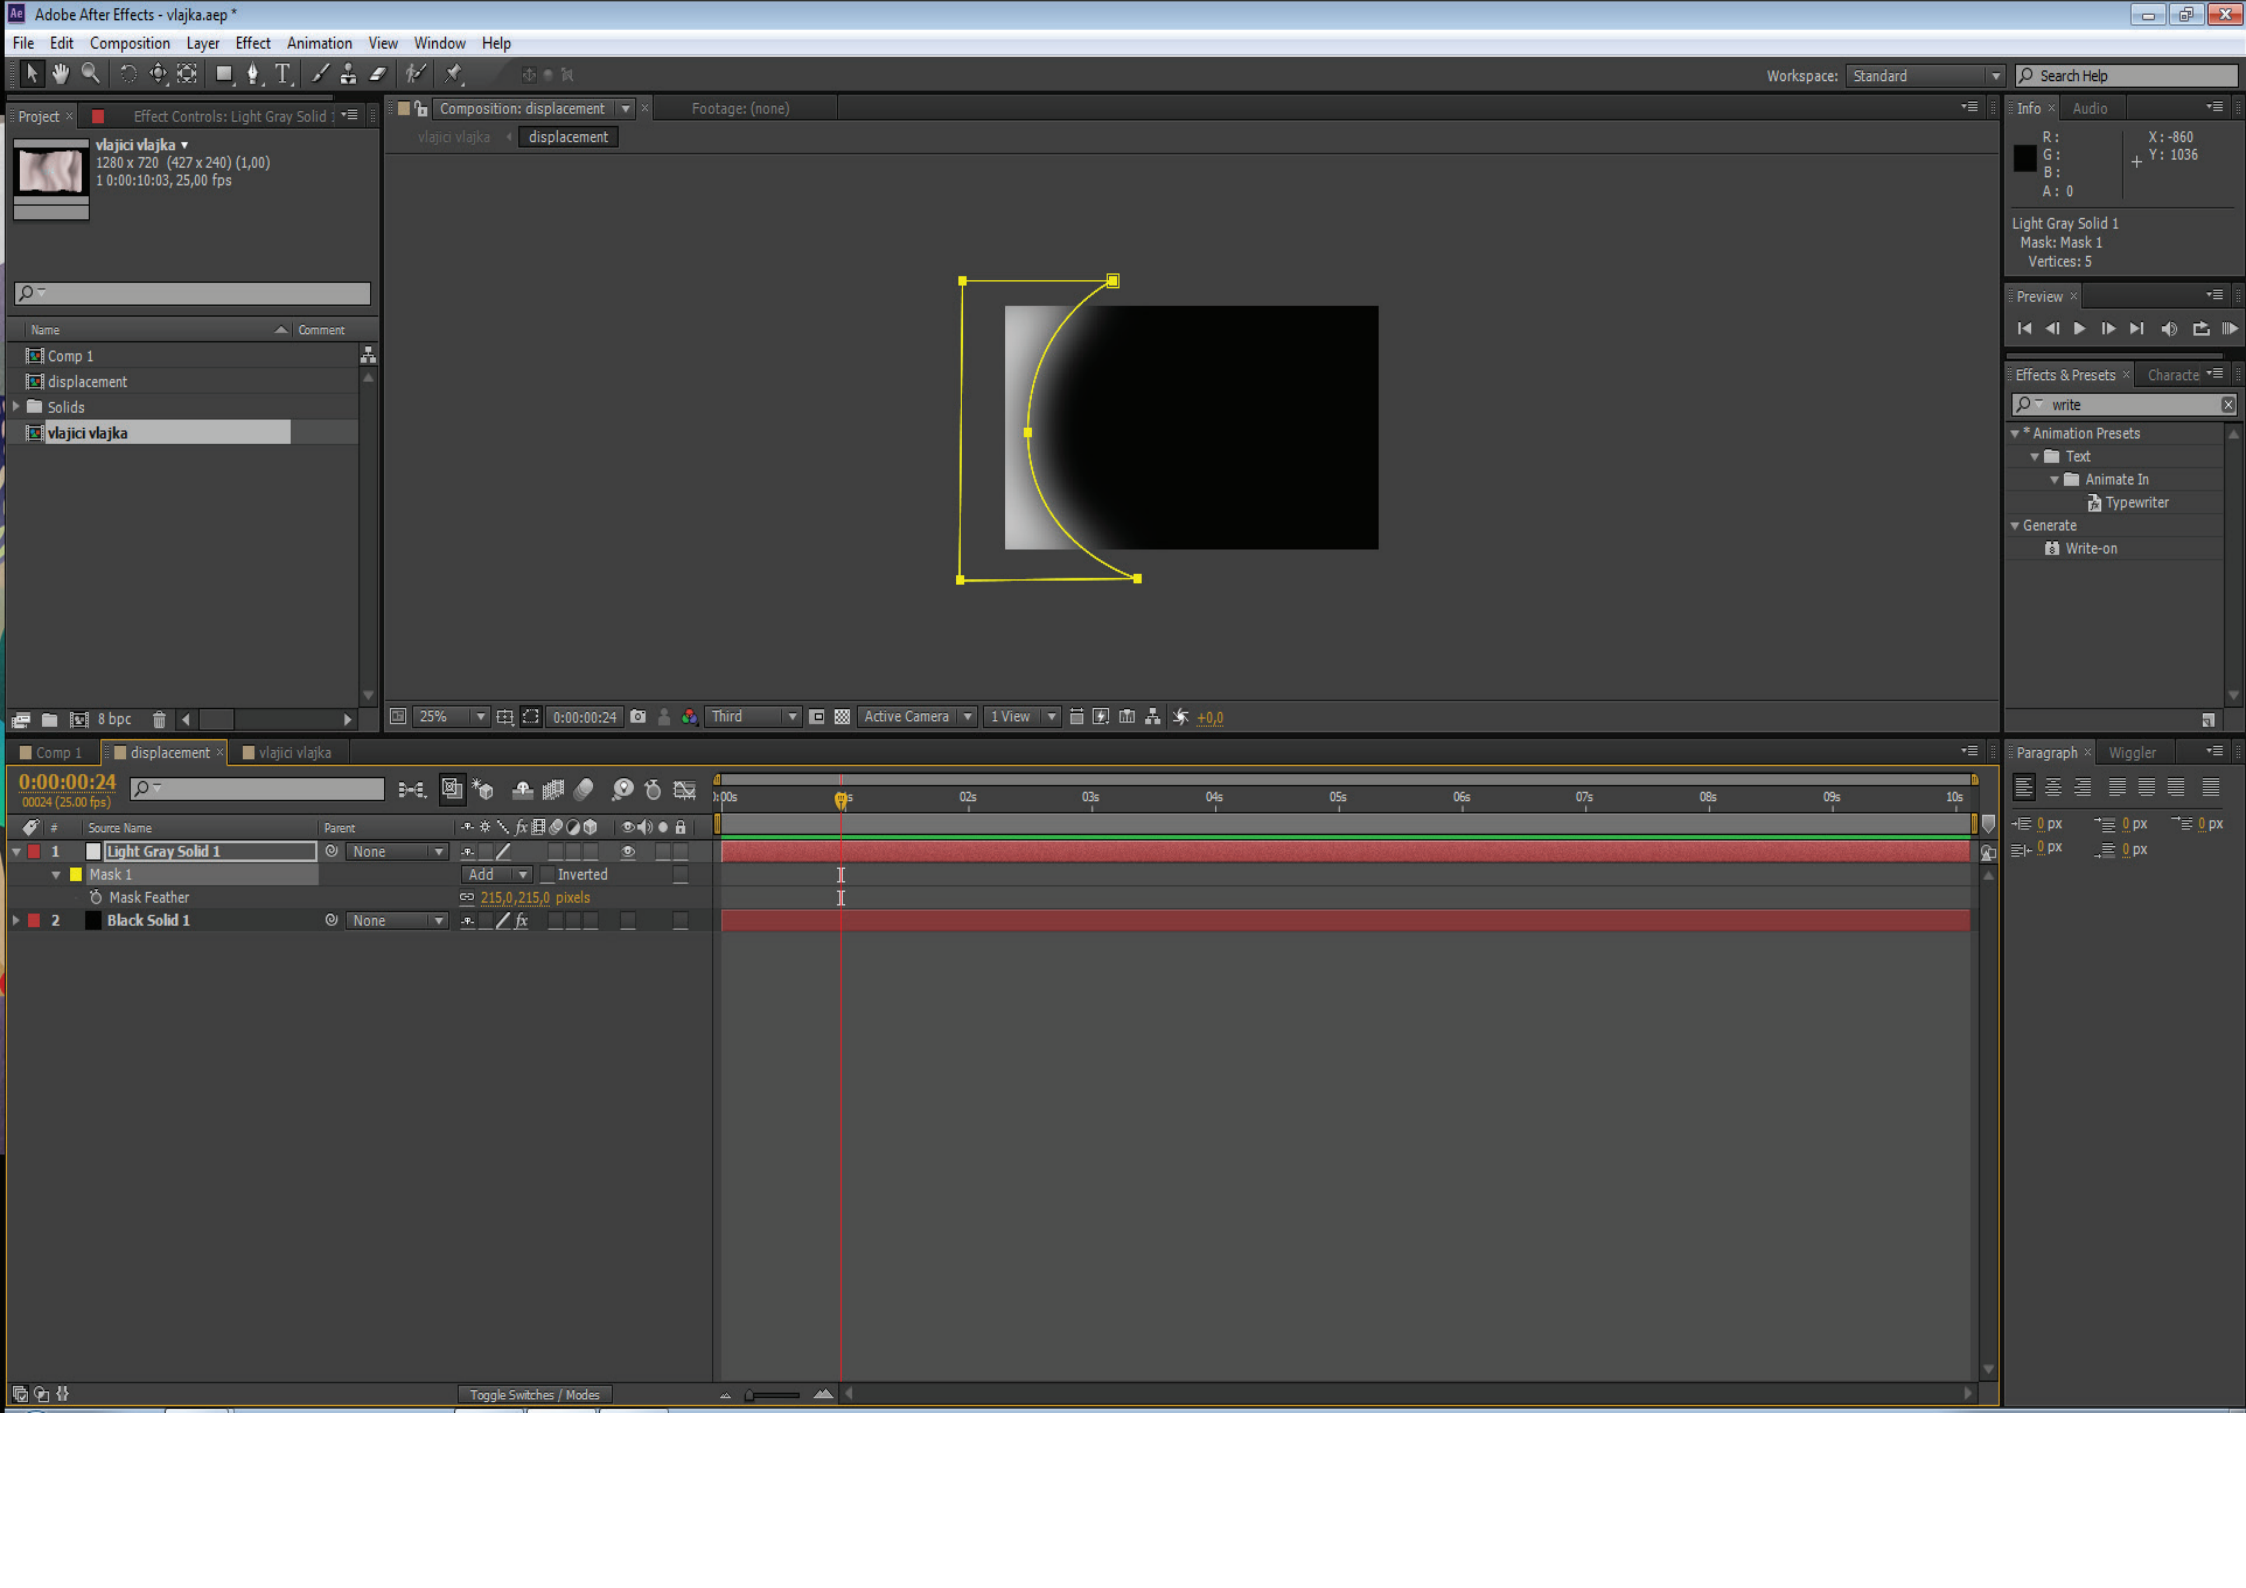 Ae Adobe After Effects - vlajka.aep *
File Edit Composition Layer Effect Animation View Window Help
Workspace: Standard Search Help
Project × Effect Controls: Light Gray Solid
vlajici vlajka
1280 x 720 (427 x 240) (1,00)
1 0:00:10:03, 25,00 fps
Name Comment
Comp 1
displacement
Solids
vlajici vlajka
8 bpc
Composition: displacement × Footage: (none)
vlajici vlajka displacement
25% 0:00:00:24 Third Active Camera 1 View +0,0
Info × Audio
R: X: -860
G: Y: 1036
B:
A: 0
Light Gray Solid 1
Mask: Mask 1
Vertices: 5
Preview ×
Effects & Presets × Characte
write
* Animation Presets
Text
Animate In
Typewriter
Generate
Write-on
Comp 1 displacement × vlajici vlajka
0:00:00:24
00024 (25.00 fps)
00s 02s 03s 04s 05s 06s 07s 08s 09s 10s
# Source Name Parent
1 Light Gray Solid 1 None
Mask 1 Add Inverted
Mask Feather 215,0,215,0 pixels
2 Black Solid 1 None fx
Toggle Switches / Modes
Paragraph × Wiggler
0 px 0 px 0 px
0 px 0 px